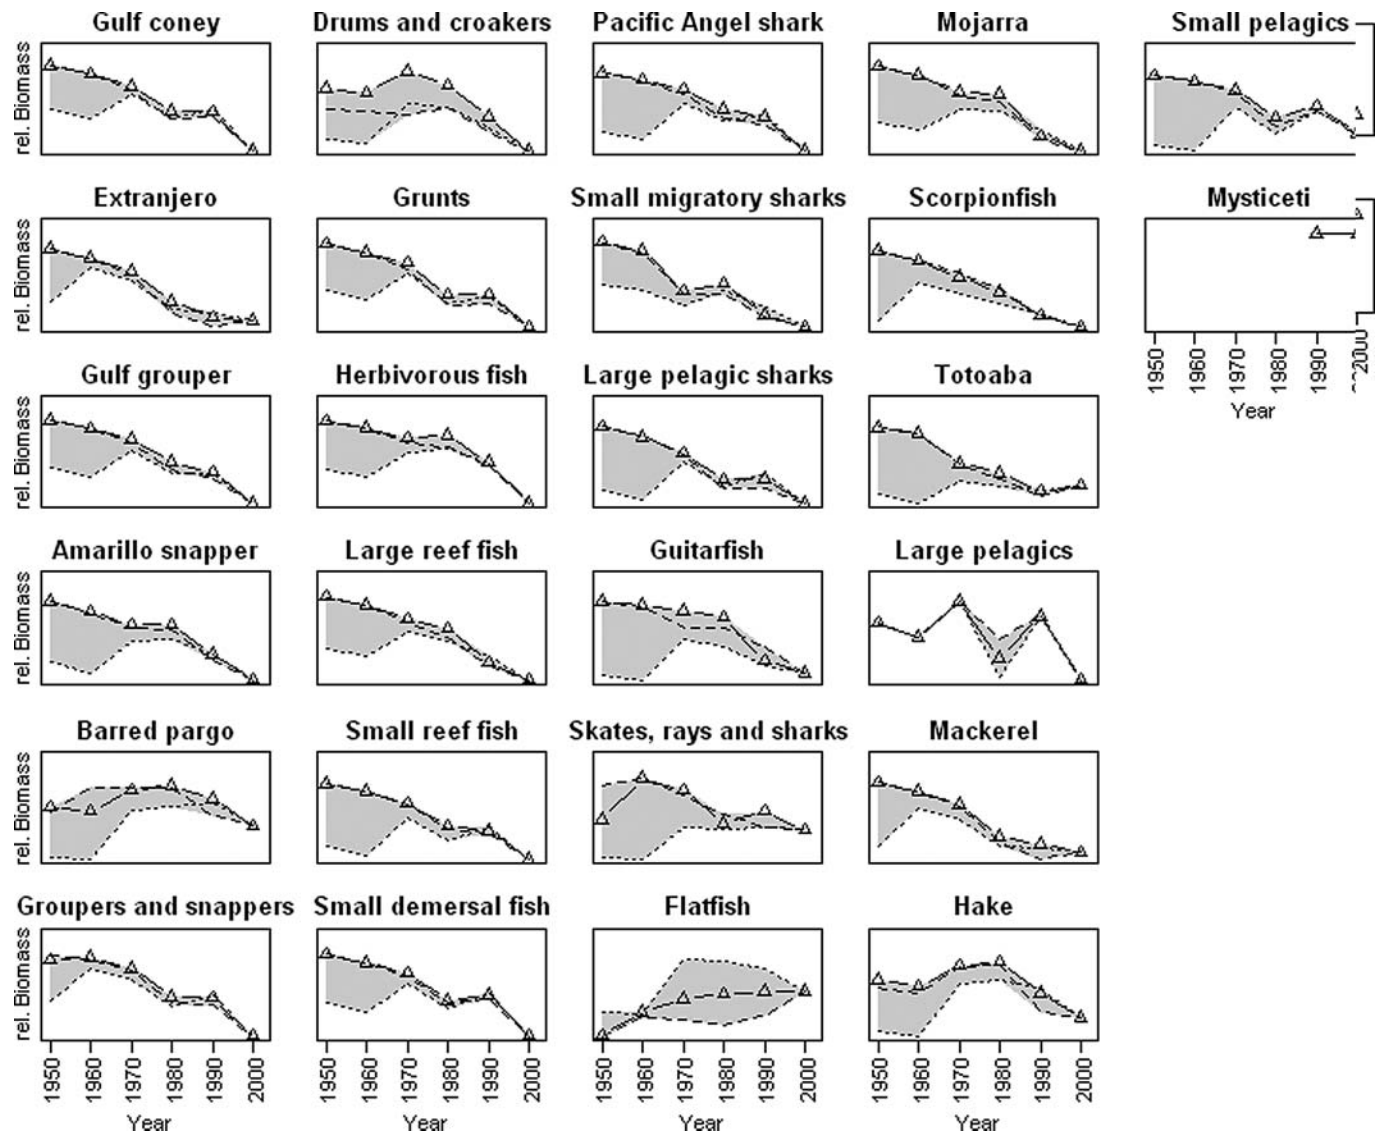 Gulf coney Drums and croakers Pacific Angel shark Mojarra Small pelagics
rel. Biomass
Extranjero Grunts Small migratory sharks Scorpionfish Mysticeti
rel. Biomass
1950 1960 1970 1980 1990 2000
Year
Gulf grouper Herbivorous fish Large pelagic sharks Totoaba
rel. Biomass
Amarillo snapper Large reef fish Guitarfish Large pelagics
rel. Biomass
Barred pargo Small reef fish Skates, rays and sharks Mackerel
rel. Biomass
Groupers and snappers Small demersal fish Flatfish Hake
rel. Biomass
1950 1960 1970 1980 1990 2000 1950 1960 1970 1980 1990 2000 1950 1960 1970 1980 1990 2000 1950 1960 1970 1980 1990 2000
Year Year Year Year